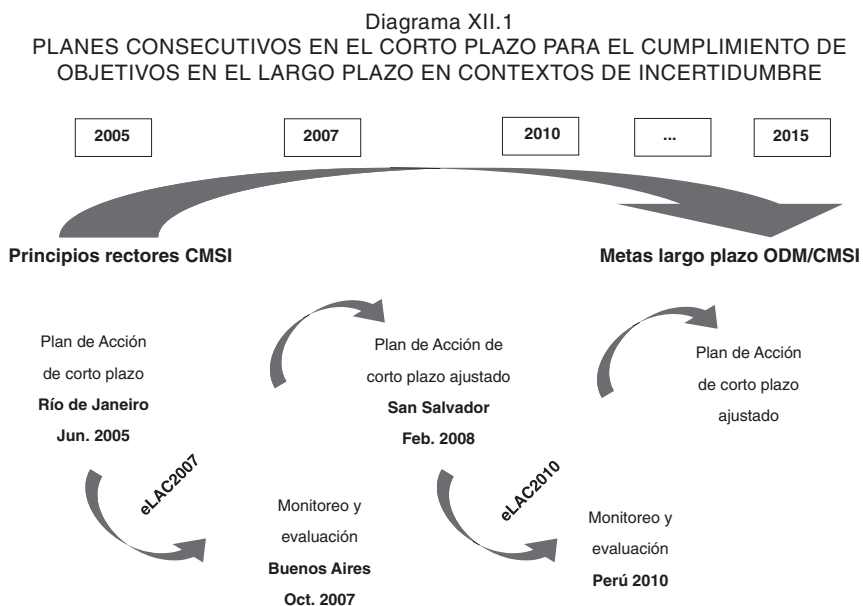 Diagrama XII.1
PLANES CONSECUTIVOS EN EL CORTO PLAZO PARA EL CUMPLIMIENTO DE
OBJETIVOS EN EL LARGO PLAZO EN CONTEXTOS DE INCERTIDUMBRE
2005
2007
2010
...
2015
Principios rectores CMSI
Metas largo plazo ODM/CMSI
Plan de Acción
de corto plazo
Río de Janeiro
Jun. 2005
eLAC2007
Monitoreo y
evaluación
Buenos Aires
Oct. 2007
Plan de Acción de
corto plazo ajustado
San Salvador
Feb. 2008
eLAC2010
Monitoreo y
evaluación
Perú 2010
Plan de Acción
de corto plazo
ajustado